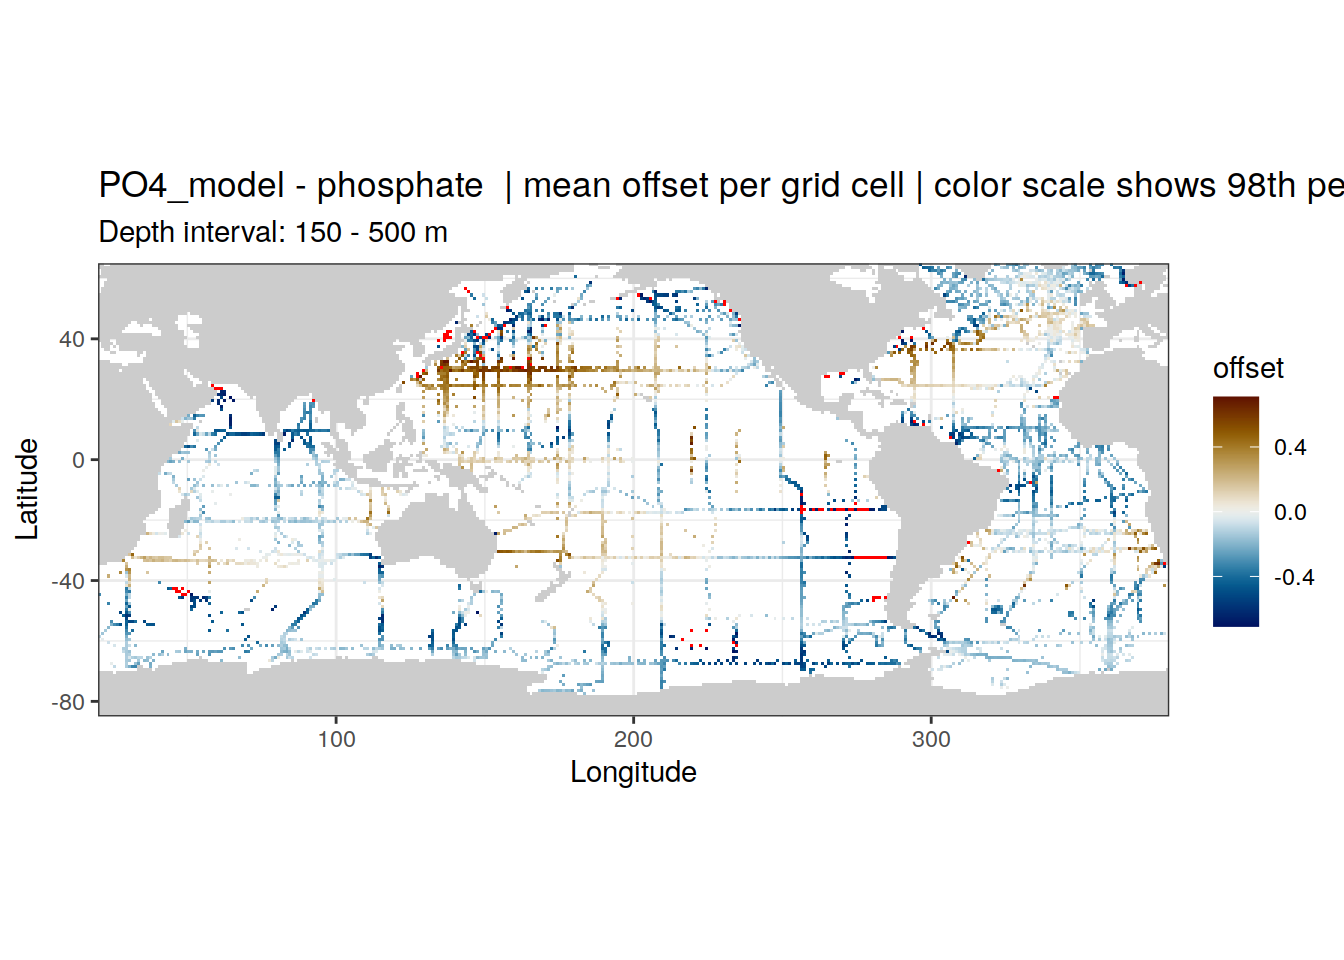 PO4_model - phosphate  | mean offset per grid cell | color scale shows 98th pe
Depth interval: 150 - 500 m
offset
0.4
0.0
-0.4
Latitude
40
0
-40
-80
100
200
300
Longitude